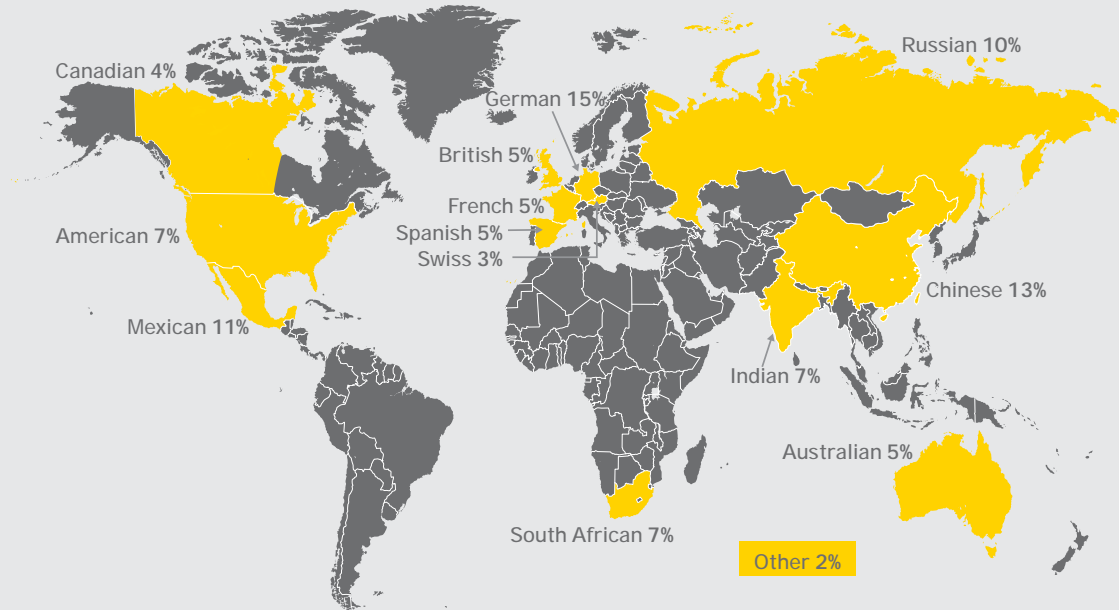 Russian 10%
Canadian 4%
German 15%
British 5%
French 5%
American 7%
Spanish 5%
Swiss 3%
Chinese 13%
Mexican 11%
Indian 7%
Australian 5%
South African 7%
Other 2%